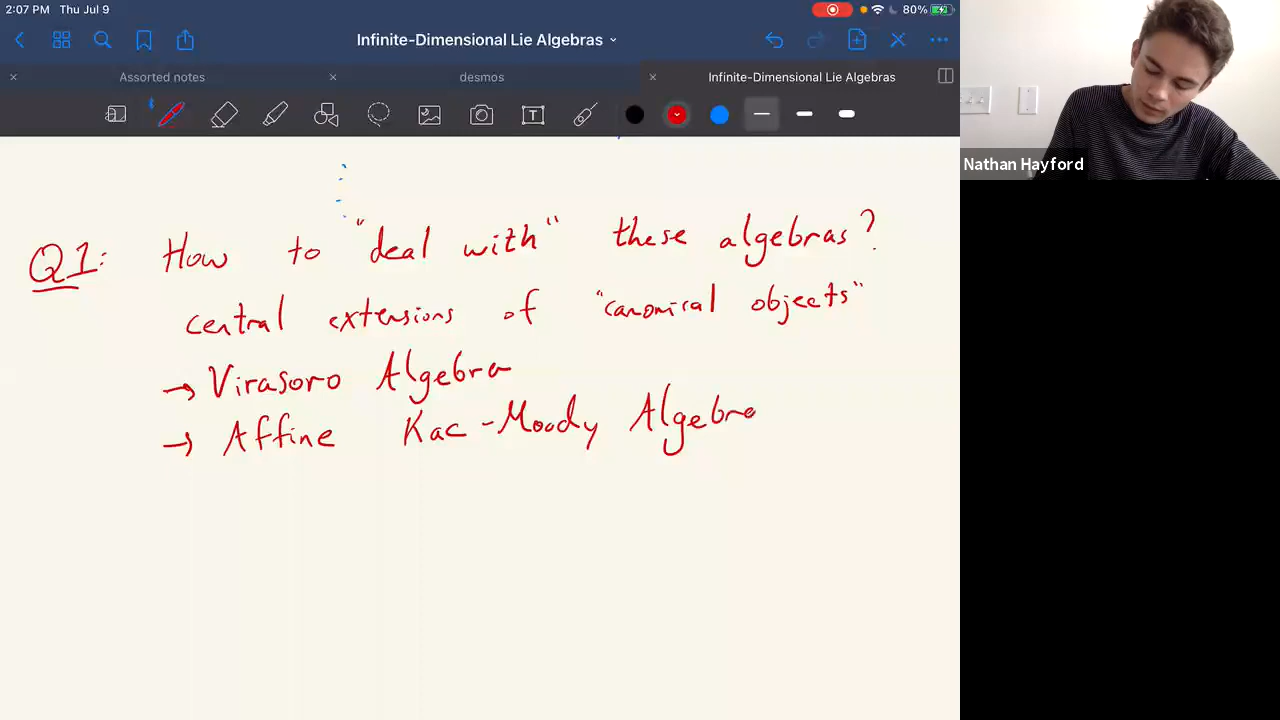 2:07 PM Thu Jul 9
80%
Infinite-Dimensional Lie Algebras
Assorted notes
desmos
Infinite-Dimensional Lie Algebras
T
Nathan Hayford
Q1: How to "deal with" these algebras?
central extensions of "canonical objects"
→ Virasoro Algebra
→ Affine Kac-Moody Algebra